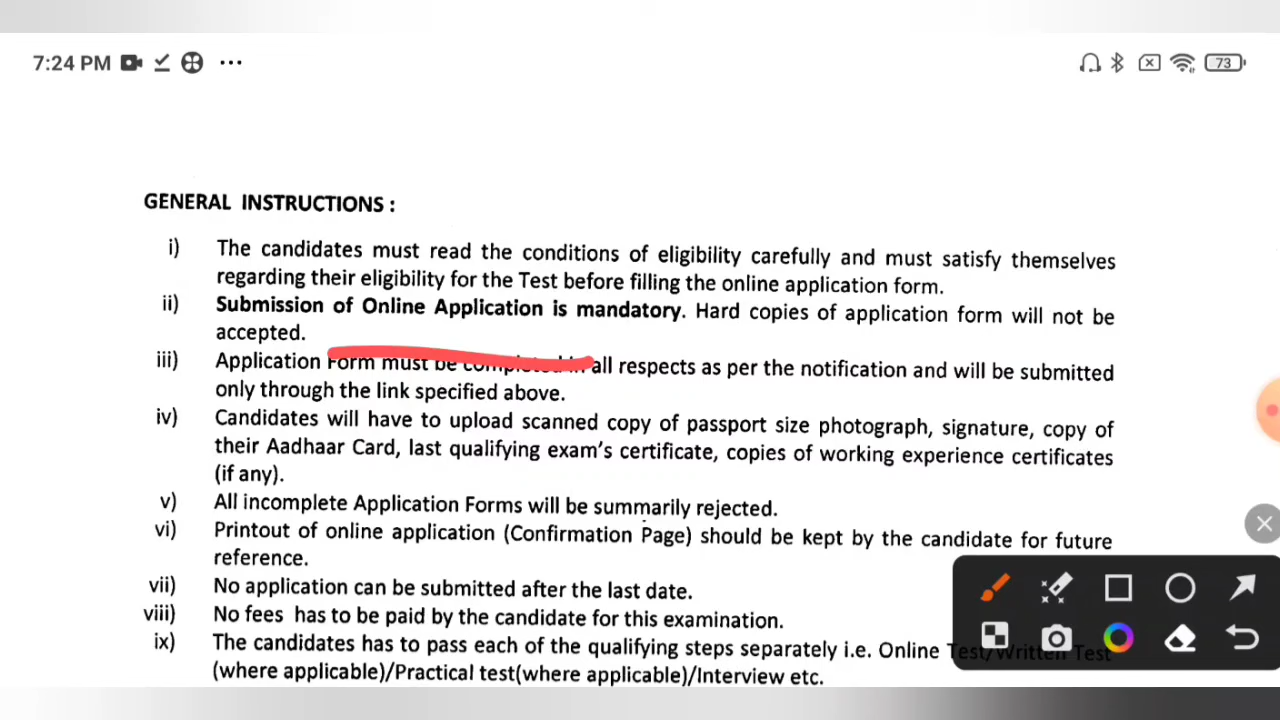 7:24 PM ...
73
GENERAL INSTRUCTIONS :
i) The candidates must read the conditions of eligibility carefully and must satisfy themselves
regarding their eligibility for the Test before filling the online application form.
ii) Submission of Online Application is mandatory. Hard copies of application form will not be
accepted.
iii) Application Form must be completed in all respects as per the notification and will be submitted
only through the link specified above.
iv) Candidates will have to upload scanned copy of passport size photograph, signature, copy of
their Aadhaar Card, last qualifying exam's certificate, copies of working experience certificates
(if any).
v) All incomplete Application Forms will be summarily rejected.
vi) Printout of online application (Confirmation Page) should be kept by the candidate for future
reference.
vii) No application can be submitted after the last date.
viii) No fees has to be paid by the candidate for this examination.
ix) The candidates has to pass each of the qualifying steps separately i.e. Online Test/Written Test
(where applicable)/Practical test(where applicable)/Interview etc.